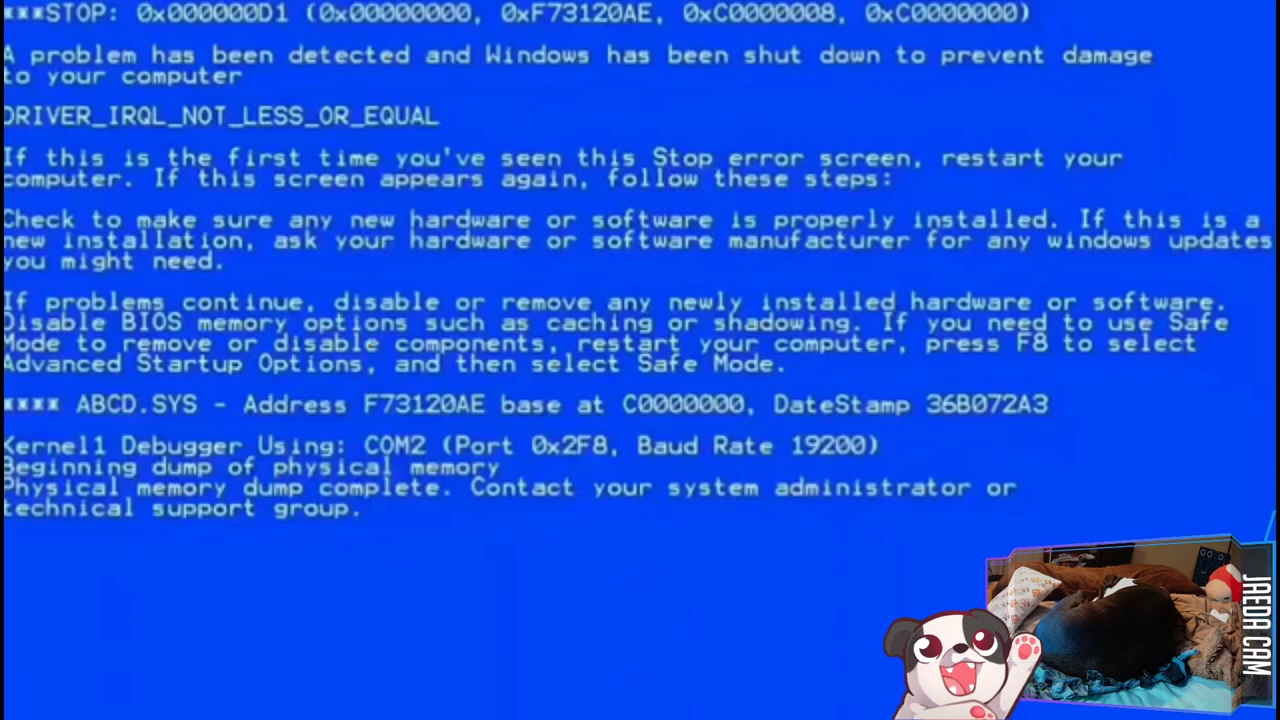 ***STOP: 0x000000D1 (0x00000000, 0xF73120AE, 0xC0000008, 0xC0000000)
A problem has been detected and Windows has been shut down to prevent damage
to your computer
DRIVER_IRQL_NOT_LESS_OR_EQUAL
If this is the first time you've seen this Stop error screen, restart your
computer. If this screen appears again, follow these steps:
Check to make sure any new hardware or software is properly installed. If this is a
new installation, ask your hardware or software manufacturer for any windows updates
you might need.
If problems continue, disable or remove any newly installed hardware or software.
Disable BIOS memory options such as caching or shadowing. If you need to use Safe
Mode to remove or disable components, restart your computer, press F8 to select
Advanced Startup Options, and then select Safe Mode.
**** ABCD.SYS - Address F73120AE base at C0000000, DateStamp 36B072A3
Kernel1 Debugger Using: COM2 (Port 0x2F8, Baud Rate 19200)
Beginning dump of physical memory
Physical memory dump complete. Contact your system administrator or
technical support group.
JAEDA CAM